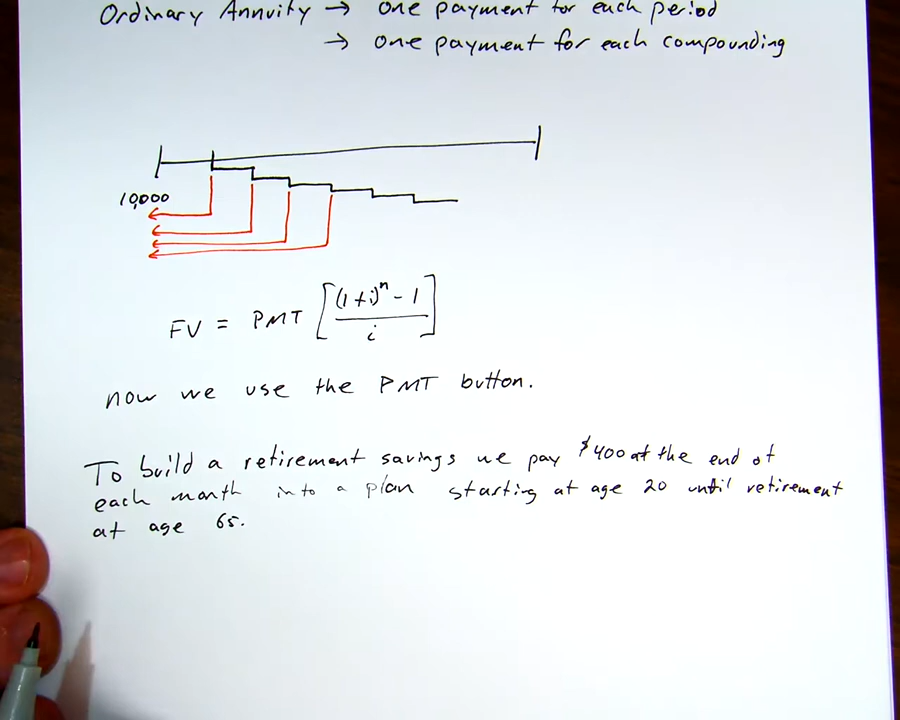 Ordinary Annuity → one payment for each period
→ one payment for each compounding
10,000
FV = PMT [(1+i)^n - 1 / i]
now we use the PMT button.
To build a retirement savings we pay $400 at the end of
each month into a plan starting at age 20 until retirement
at age 65.